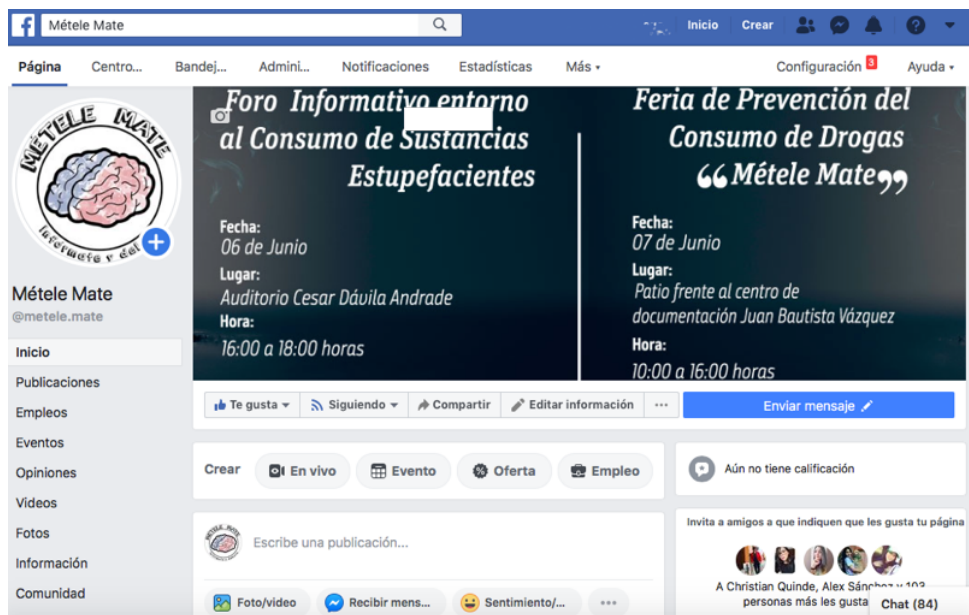 Métele Mate
Inicio
Crear
Página
Centro...
Bandej...
Admini...
Notificaciones
Estadísticas
Más
Configuración 3
Ayuda
MÉTELE MATE
Informate y
Métele Mate
@metele.mate
Inicio
Publicaciones
Empleos
Eventos
Opiniones
Videos
Fotos
Información
Comunidad
Foro Informativo entorno
al Consumo de Sustancias
Estupefacientes
Fecha:
06 de Junio
Lugar:
Auditorio Cesar Dávila Andrade
Hora:
16:00 a 18:00 horas
Feria de Prevención del
Consumo de Drogas
“Métele Mate”
Fecha:
07 de Junio
Lugar:
Patio frente al centro de
documentación Juan Bautista Vázquez
Hora:
10:00 a 16:00 horas
Te gusta
Siguiendo
Compartir
Editar información
...
Enviar mensaje
Crear
En vivo
Evento
Oferta
Empleo
Aún no tiene calificación
MÉTELE MATE
Escribe una publicación...
Foto/video
Recibir mens...
Sentimiento/...
...
Invita a amigos a que indiquen que les gusta tu página
A Christian Quinde, Alex Sánchez y 103
personas más les gusta
Chat (84)